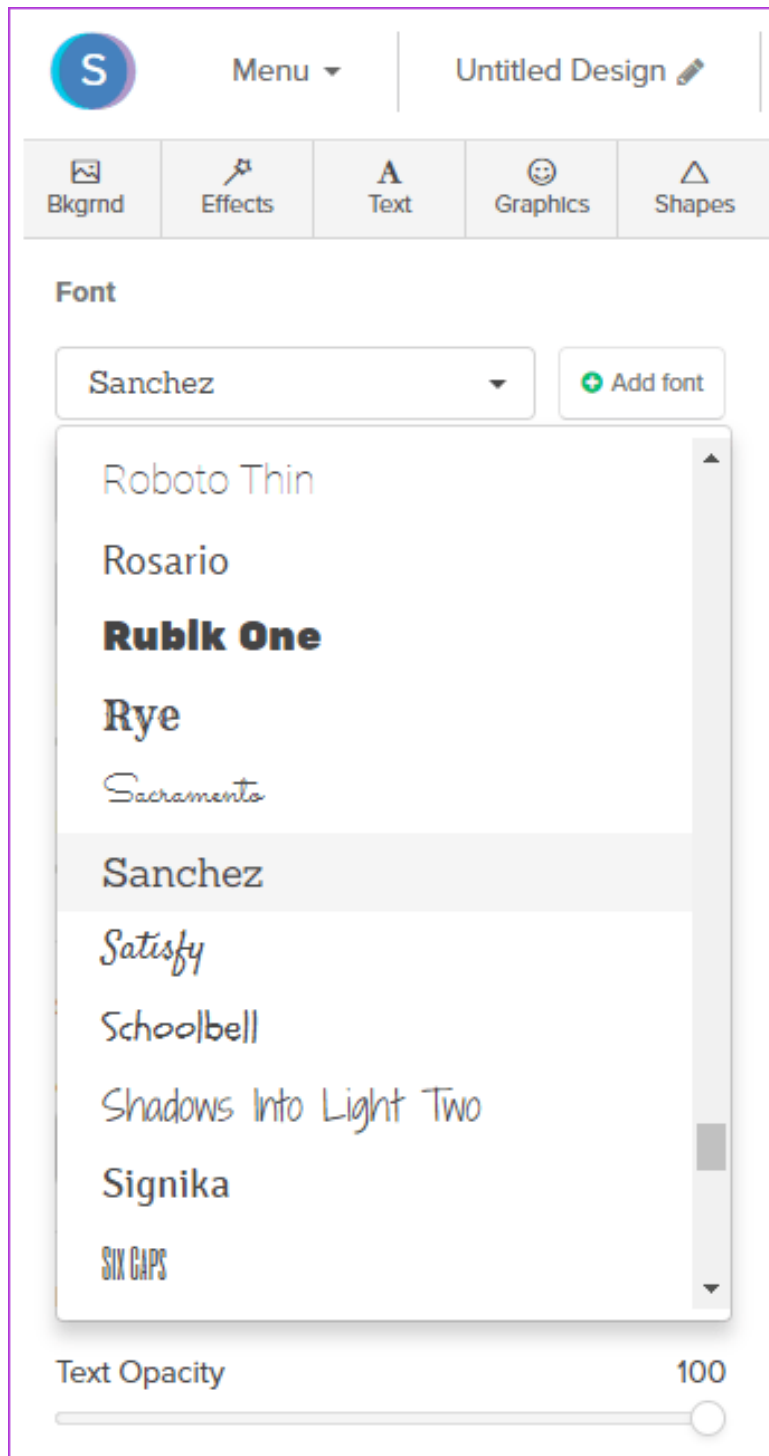 S Menu Untitled Design
Bkgrnd Effects Text Graphics Shapes
Font
Sanchez Add font
Roboto Thin
Rosario
Rubik One
Rye
Sacramento
Sanchez
Satisfy
Schoolbell
Shadows Into Light Two
Signika
Six Caps
Text Opacity 100